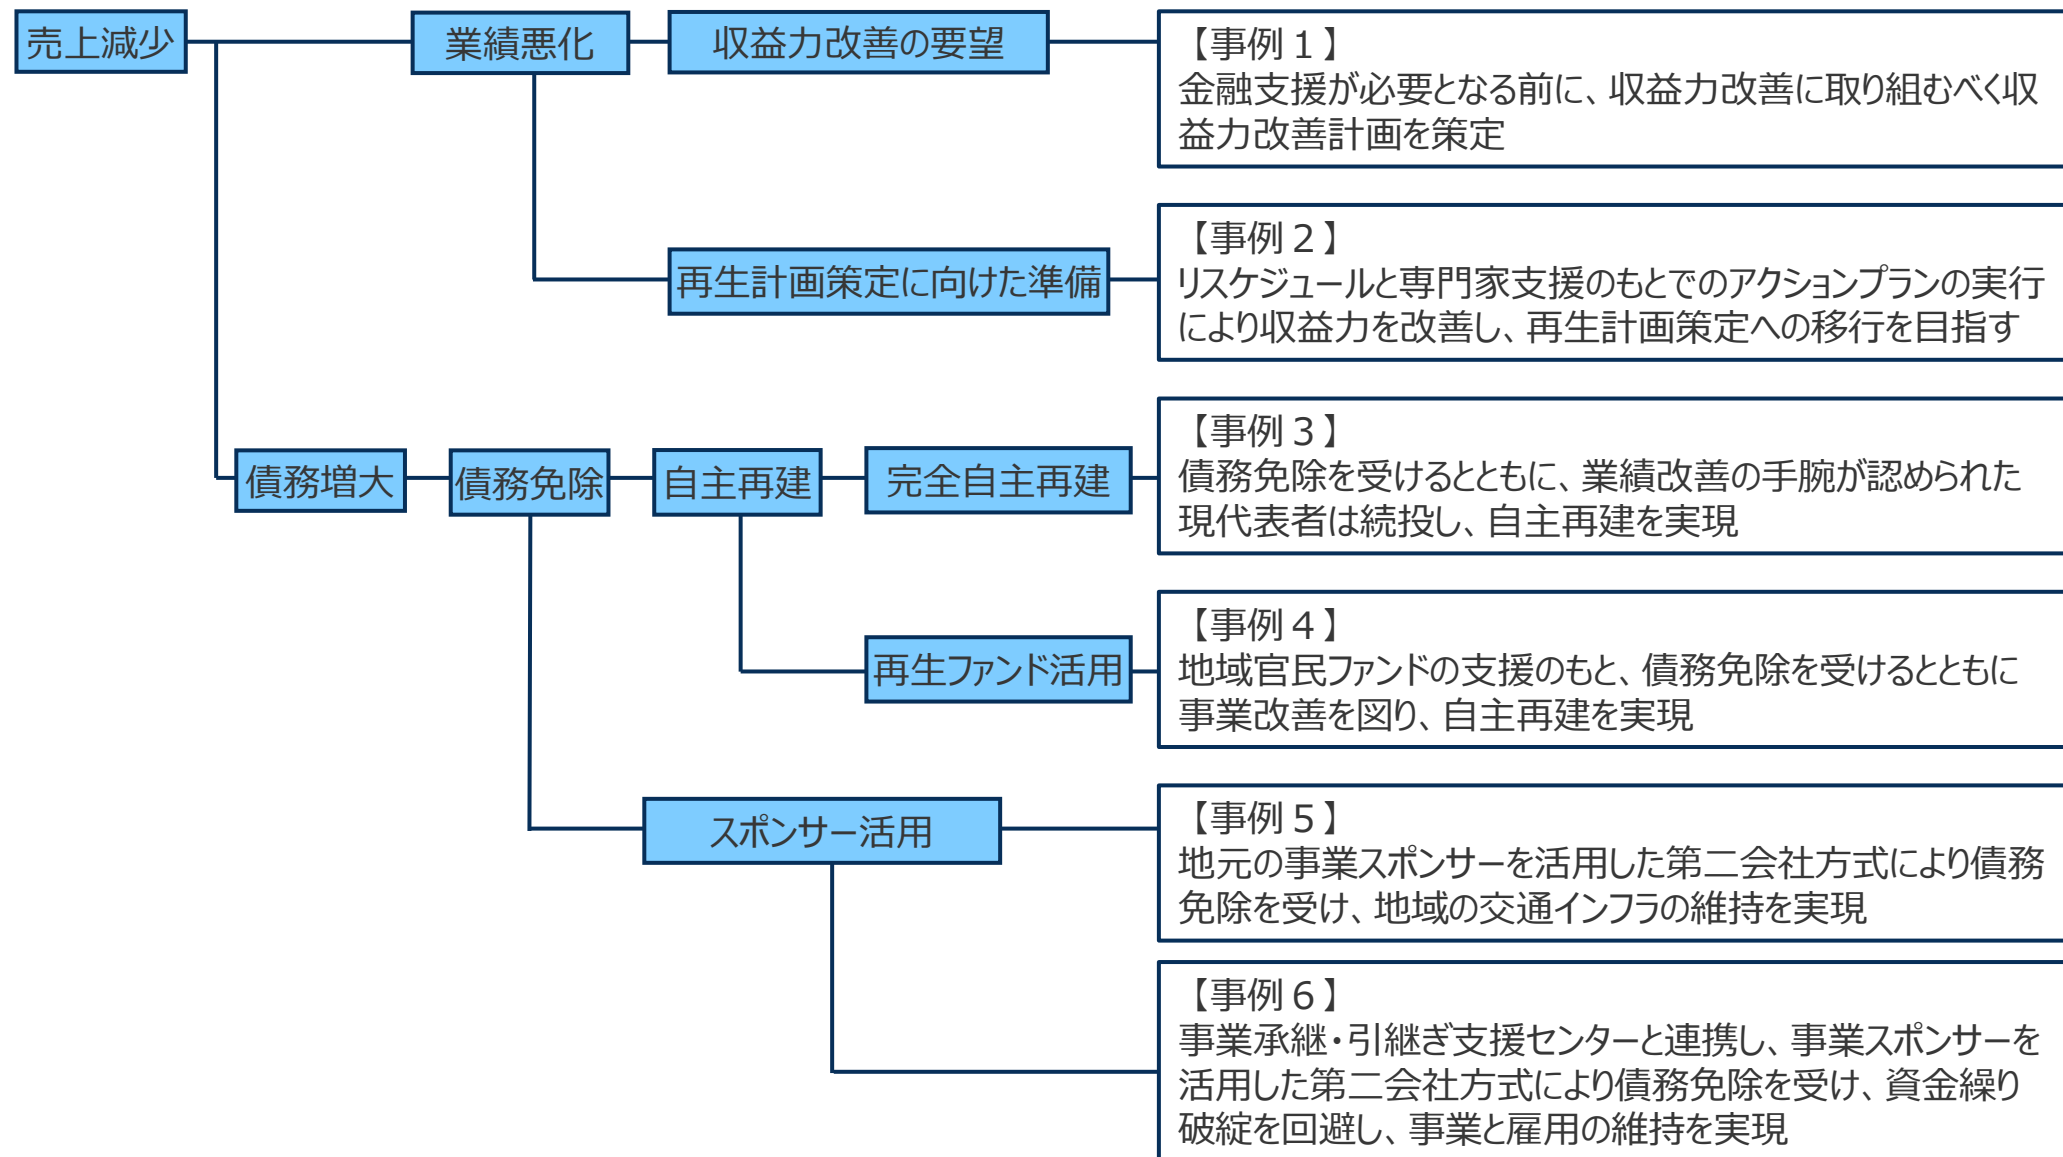 売上減少
業績悪化
収益力改善の要望
【事例１】
金融支援が必要となる前に、収益力改善に取り組むべく収
益力改善計画を策定
再生計画策定に向けた準備
【事例２】
リスケジュールと専門家支援のもとでのアクションプランの実行
により収益力を改善し、再生計画策定への移行を目指す
債務増大
債務免除
自主再建
完全自主再建
【事例３】
債務免除を受けるとともに、業績改善の手腕が認められた
現代表者は続投し、自主再建を実現
再生ファンド活用
【事例４】
地域官民ファンドの支援のもと、債務免除を受けるとともに
事業改善を図り、自主再建を実現
スポンサー活用
【事例５】
地元の事業スポンサーを活用した第二会社方式により債務
免除を受け、地域の交通インフラの維持を実現
【事例６】
事業承継・引継ぎ支援センターと連携し、事業スポンサーを
活用した第二会社方式により債務免除を受け、資金繰り
破綻を回避し、事業と雇用の維持を実現